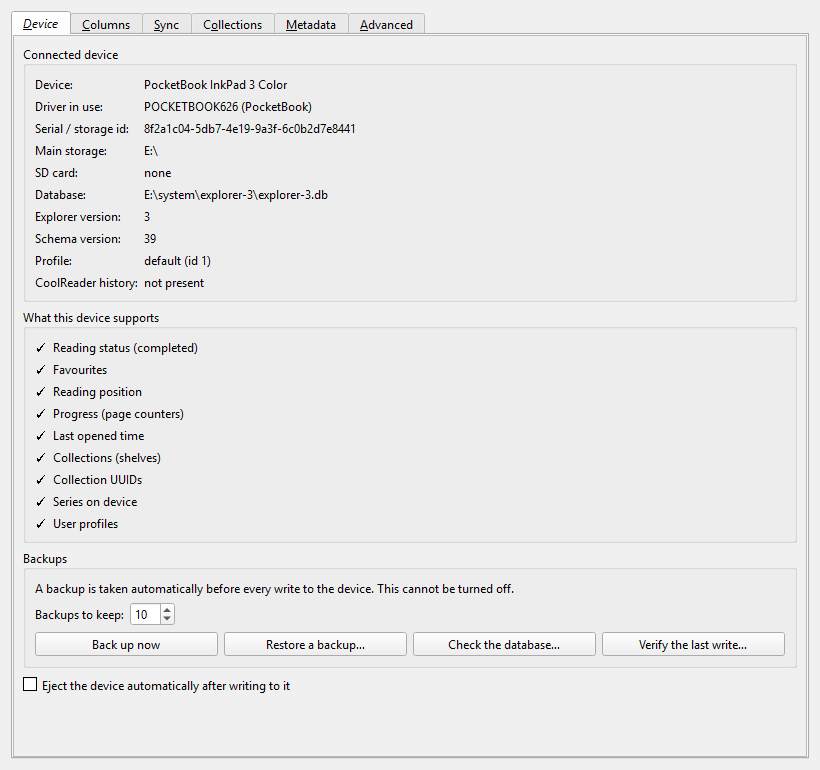 Device Columns Sync Collections Metadata Advanced
Connected device
Device: PocketBook InkPad 3 Color
Driver in use: POCKETBOOK626 (PocketBook)
Serial / storage id: 8f2a1c04-5db7-4e19-9a3f-6c0b2d7e8441
Main storage: E:\
SD card: none
Database: E:\system\explorer-3\explorer-3.db
Explorer version: 3
Schema version: 39
Profile: default (id 1)
CoolReader history: not present
What this device supports
✓ Reading status (completed)
✓ Favourites
✓ Reading position
✓ Progress (page counters)
✓ Last opened time
✓ Collections (shelves)
✓ Collection UUIDs
✓ Series on device
✓ User profiles
Backups
A backup is taken automatically before every write to the device. This cannot be turned off.
Backups to keep: 10
Back up now Restore a backup... Check the database... Verify the last write...
Eject the device automatically after writing to it